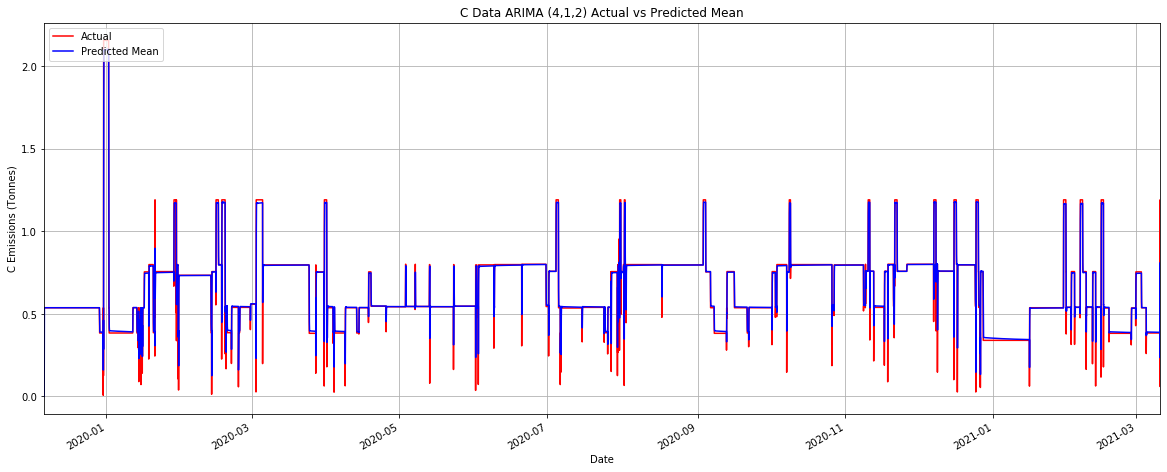 C Data ARIMA (4,1,2) Actual vs Predicted Mean
Actual
Predicted Mean
C Emissions (Tonnes)
2.0
1.5
1.0
0.5
0.0
2020-01
2020-03
2020-05
2020-07
2020-09
2020-11
2021-01
2021-03
Date